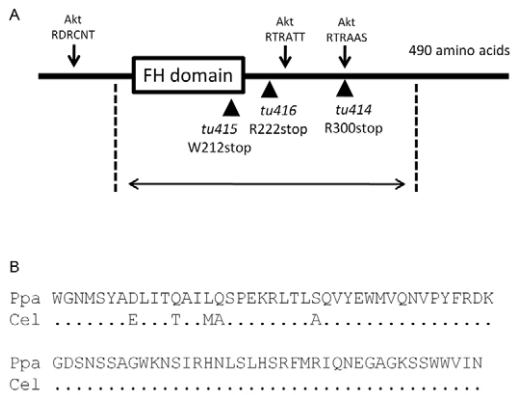 A
Akt
RDRCNT
Akt
RTRATT
Akt
RTRAAS
490 amino acids
FH domain
tu415
W212stop
tu416
R222stop
tu414
R300stop
B
Ppa WGNMSYADLITQAILQSPEKRLTLSQVYEWMVQNVPYFRDK
Cel .......E...T..MA........A................
Ppa GDSNSSAGWKNSIRHNLSLHSRFMRIQNEGAGKSSWWVIN
Cel ........................................